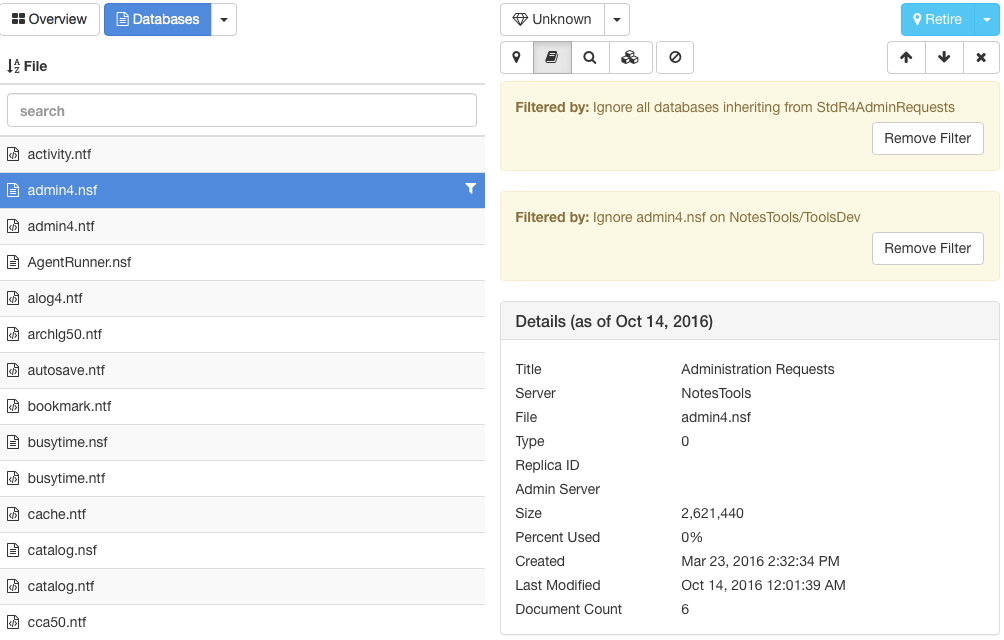 Overview Databases
File
search
activity.ntf
admin4.nsf
admin4.ntf
AgentRunner.nsf
alog4.ntf
archlg50.ntf
autosave.ntf
bookmark.ntf
busytime.nsf
busytime.ntf
cache.ntf
catalog.nsf
catalog.ntf
cca50.ntf
Unknown Retire
Filtered by: Ignore all databases inheriting from StdR4AdminRequests
Remove Filter
Filtered by: Ignore admin4.nsf on NotesTools/ToolsDev
Remove Filter
Details (as of Oct 14, 2016)
Title Administration Requests
Server NotesTools
File admin4.nsf
Type 0
Replica ID
Admin Server
Size 2,621,440
Percent Used 0%
Created Mar 23, 2016 2:32:34 PM
Last Modified Oct 14, 2016 12:01:39 AM
Document Count 6